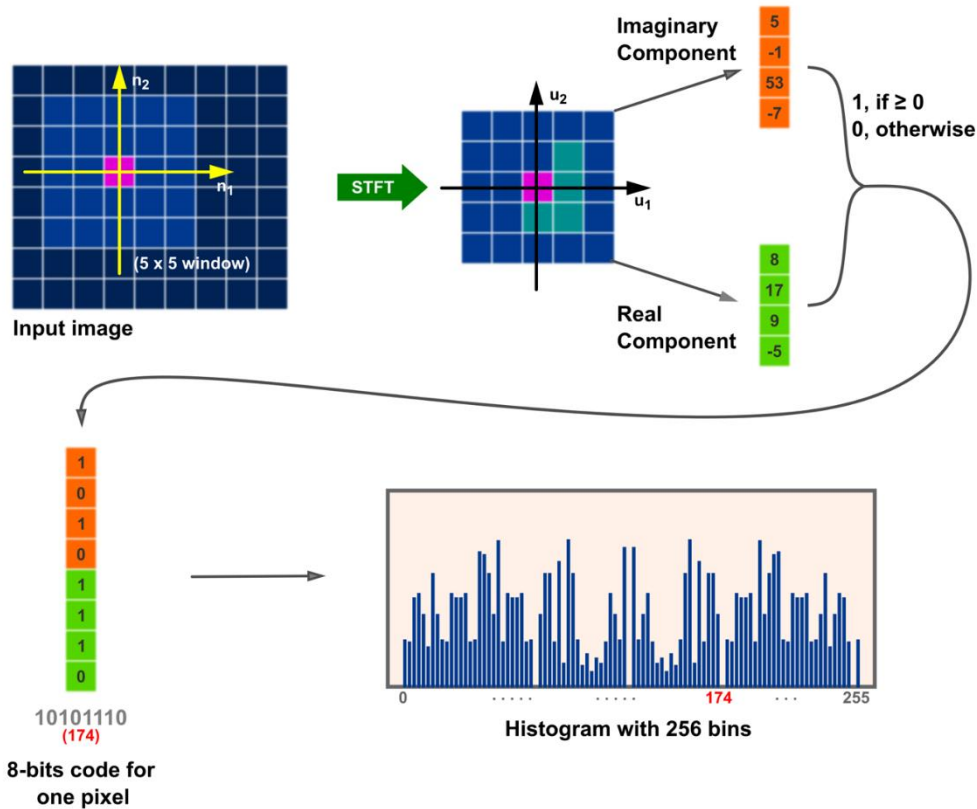 n₂
n₁
(5 x 5 window)
Input image
STFT
u₂
u₁
Imaginary
Component
5
-1
53
-7
1, if ≥ 0
0, otherwise
Real
Component
8
17
9
-5
1
0
1
0
1
1
1
0
10101110
(174)
8-bits code for
one pixel
0 ..... ..... 174 ... 255
Histogram with 256 bins